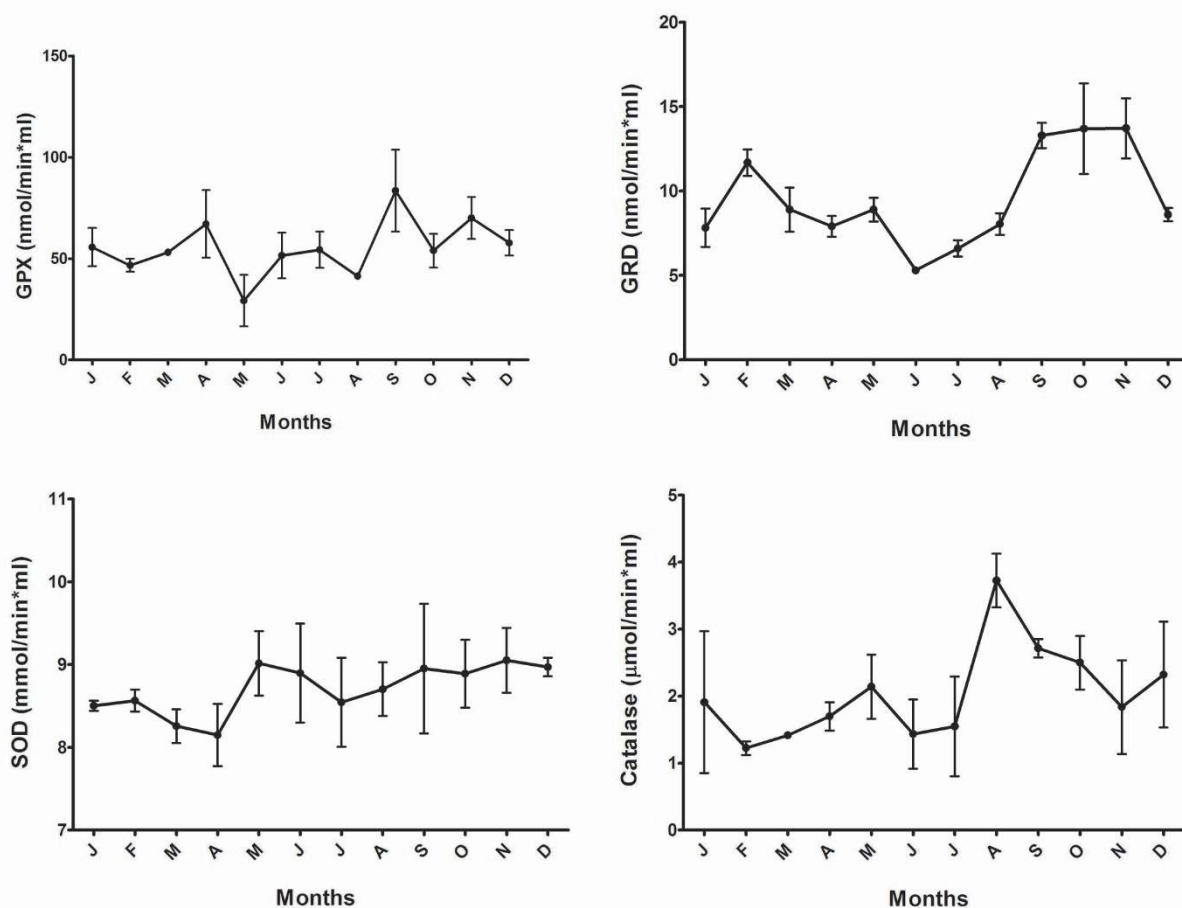 GPX (nmol/min*ml)
150
100
50
0
J F M A M J J A S O N D
Months
GRD (nmol/min*ml)
20
15
10
5
0
J F M A M J J A S O N D
Months
SOD (mmol/min*ml)
11
10
9
8
7
J F M A M J J A S O N D
Months
Catalase (μmol/min*ml)
5
4
3
2
1
0
J F M A M J J A S O N D
Months